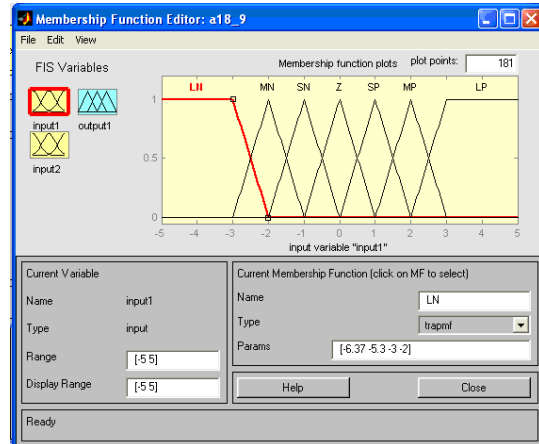 Membership Function Editor: a18_9
File Edit View
FIS Variables
input1 output1
input2
Membership function plots plot points: 181
LN MN SN Z SP MP LP
1
0.5
0
-5 -4 -3 -2 -1 0 1 2 3 4 5
input variable "input1"
Current Variable
Name input1
Type input
Range [-5 5]
Display Range [-5 5]
Current Membership Function (click on MF to select)
Name LN
Type trapmf
Params [-6.37 -5.3 -3 -2]
Help Close
Ready